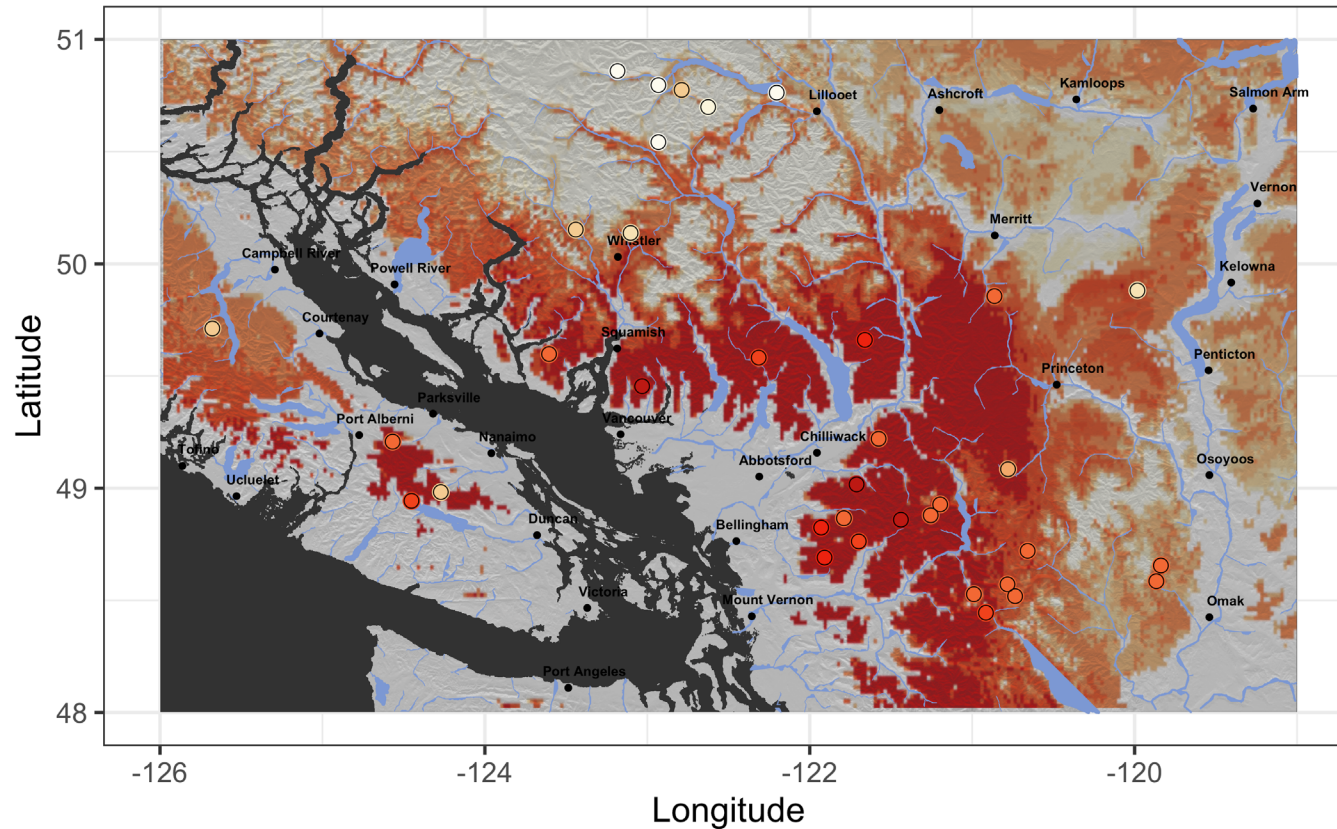 51
Kamloops
Lillooet
Ashcroft
Salmon Arm
Vernon
Merritt
Whistler
Campbell River
50
Powell River
Kelowna
Courtenay
Squamish
Penticton
Princeton
Parksville
Port Alberni
Vancouver
Nanaimo
Chilliwack
Tofino
Abbotsford
Osoyoos
Ucluelet
49
Duncan
Bellingham
Victoria
Mount Vernon
Omak
Port Angeles
48
-126
-124
-122
-120
Longitude
Latitude